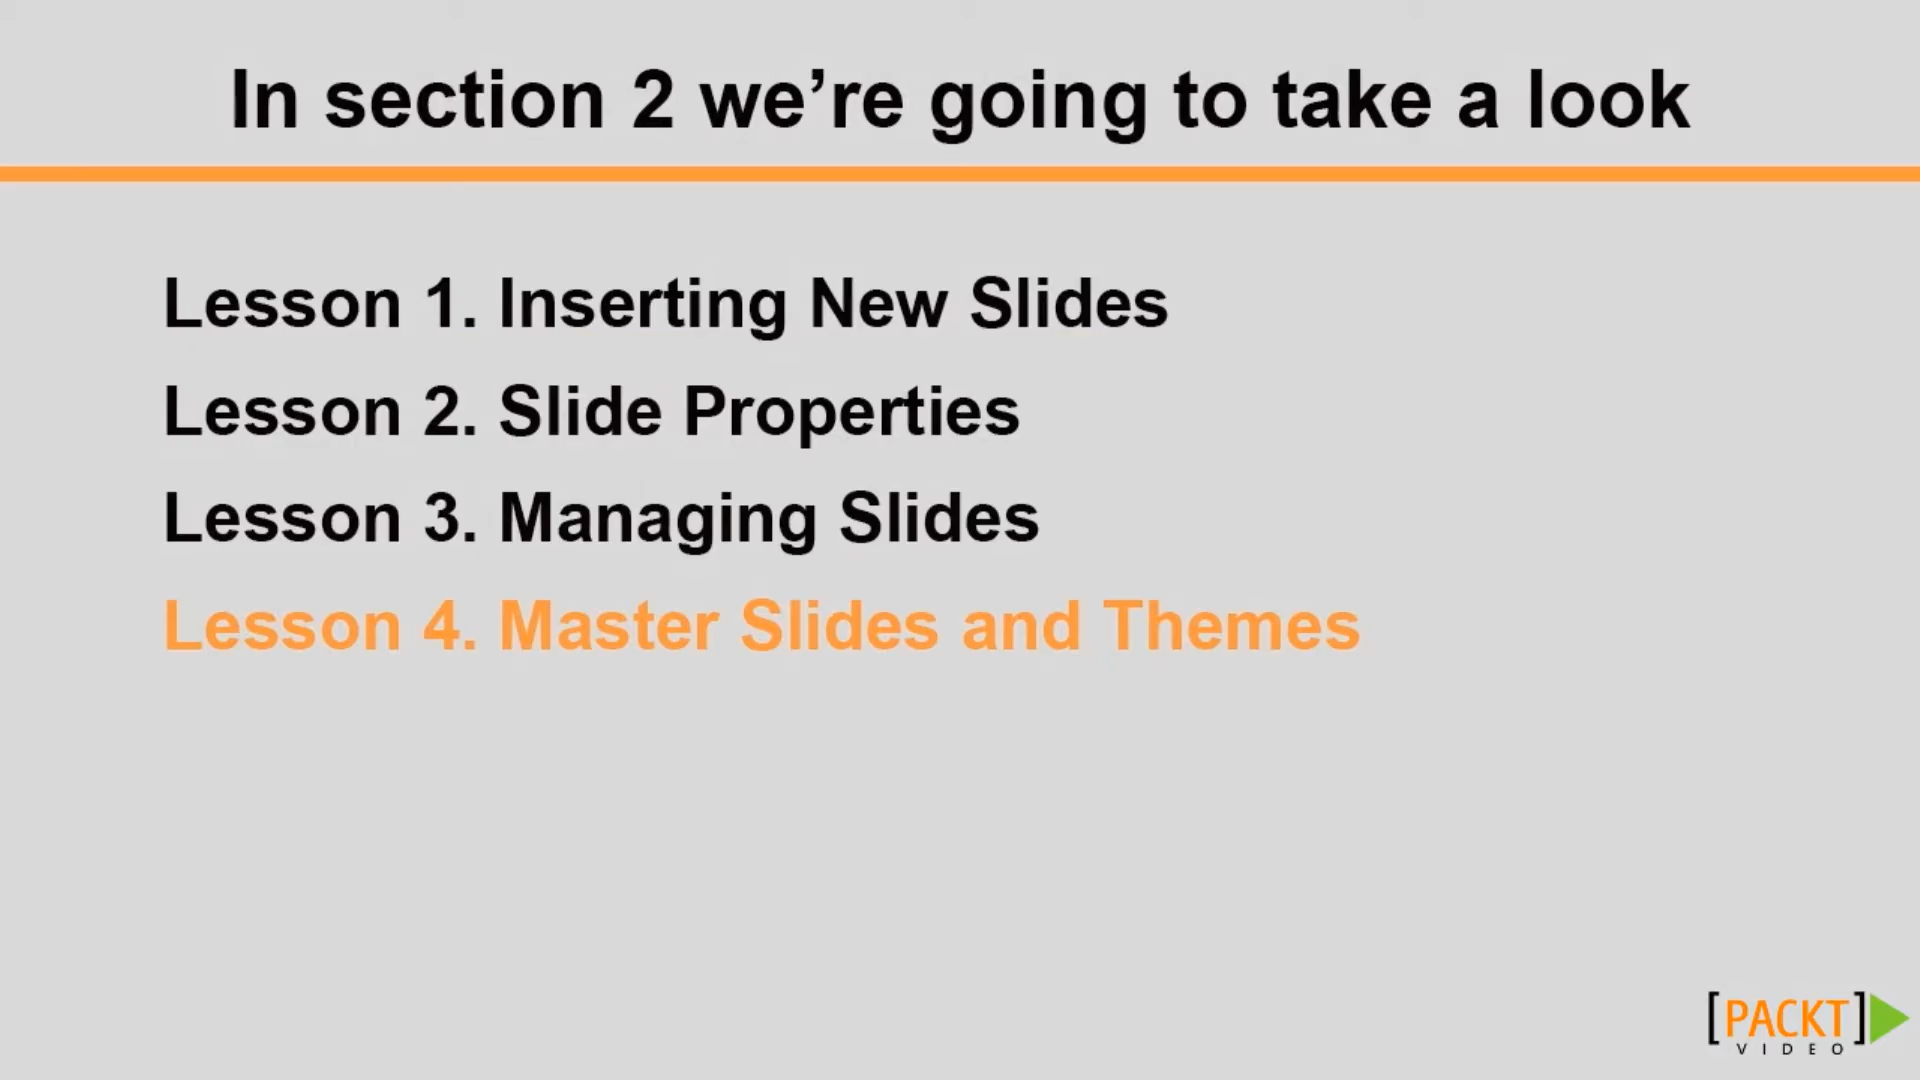 In section 2 we’re going to take a look
Lesson 1. Inserting New Slides
Lesson 2. Slide Properties
Lesson 3. Managing Slides
Lesson 4. Master Slides and Themes
[PACKT]
VIDEO